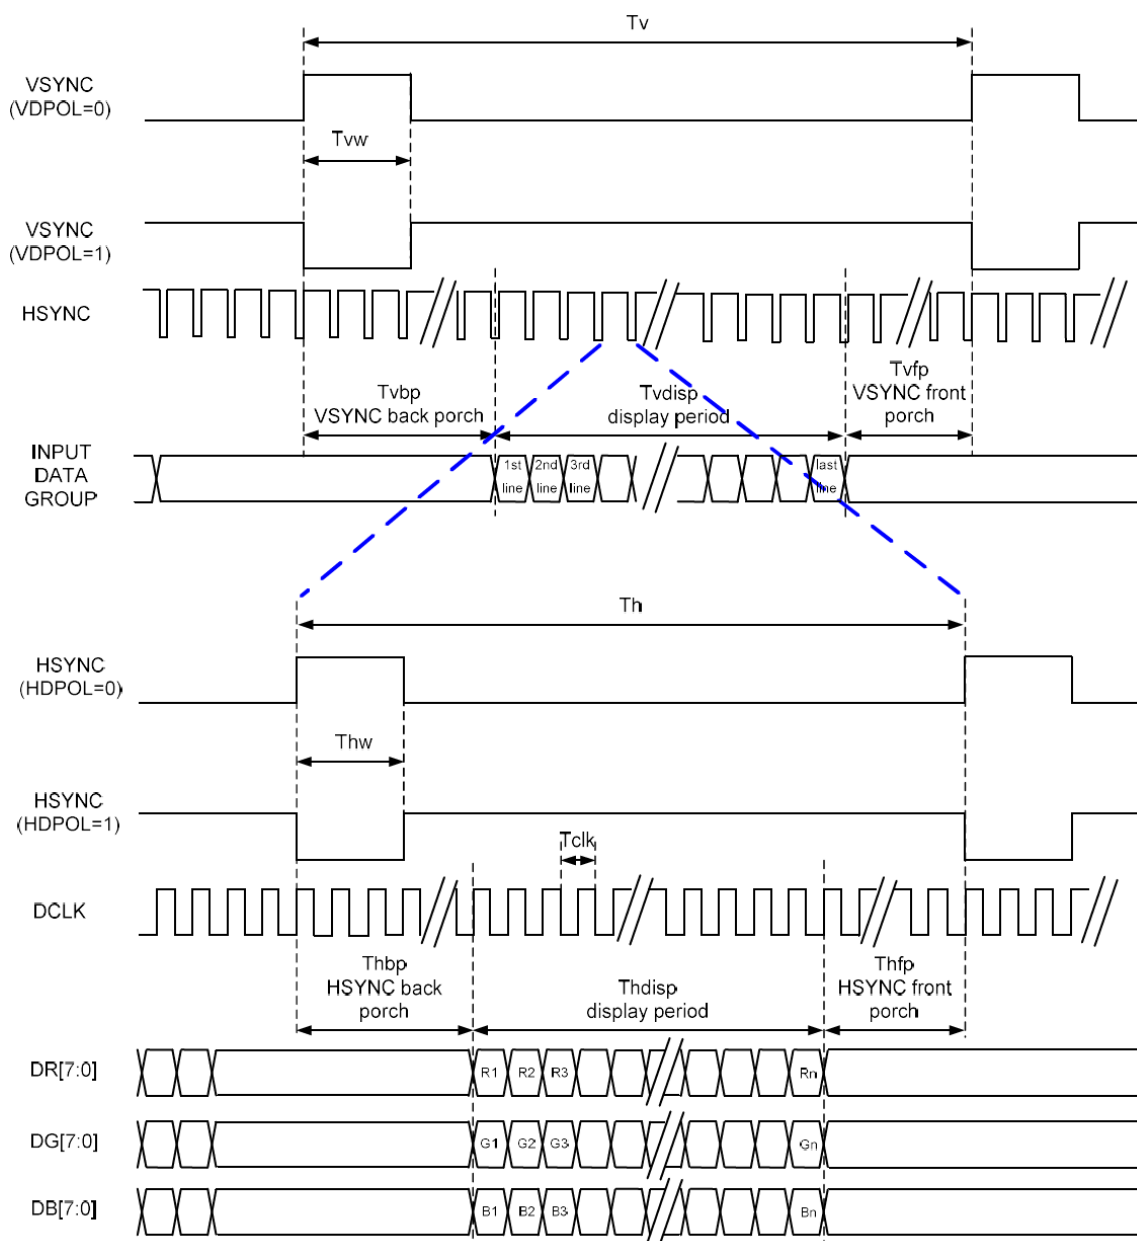 Tv
VSYNC
(VDPOL=0)
Tvw
VSYNC
(VDPOL=1)
HSYNC
Tvbp
VSYNC back porch
Tvdisp
display period
Tvfp
VSYNC front
porch
INPUT
DATA
GROUP
1st
line
2nd
line
3rd
line
last
line
Th
HSYNC
(HDPOL=0)
Thw
HSYNC
(HDPOL=1)
Tclk
DCLK
Thbp
HSYNC back
porch
Thdisp
display period
Thfp
HSYNC front
porch
DR[7:0]
R1 R2 R3 Rn
DG[7:0]
G1 G2 G3 Gn
DB[7:0]
B1 B2 B3 Bn